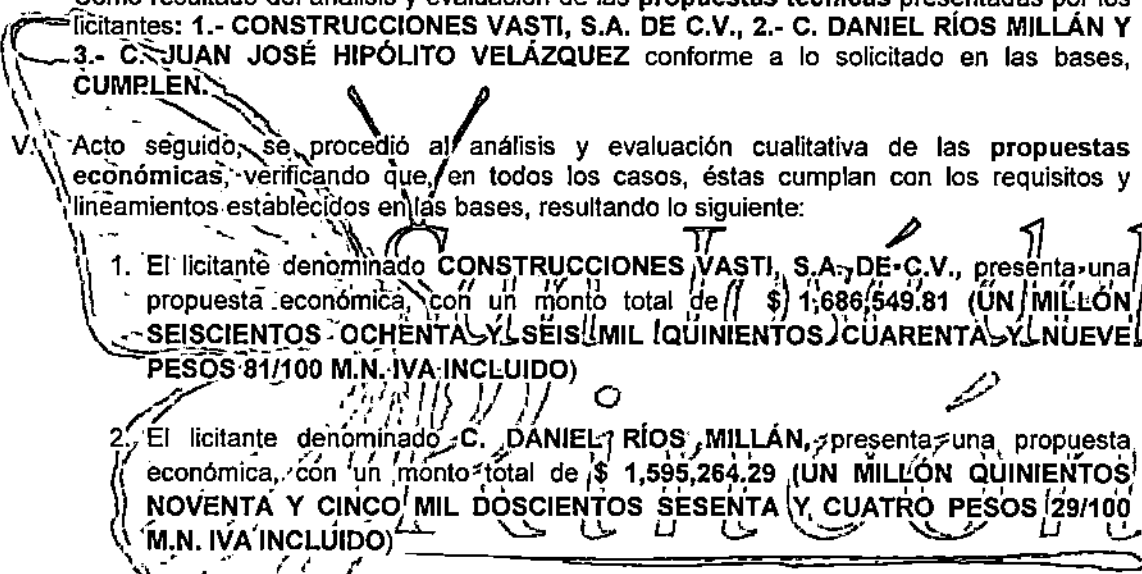 Como resultado del análisis y evaluación de las propuestas técnicas presentadas por los
licitantes: 1.- CONSTRUCCIONES VASTI, S.A. DE C.V., 2.- C. DANIEL RÍOS MILLÁN Y
3.- C. JUAN JOSÉ HIPÓLITO VELÁZQUEZ conforme a lo solicitado en las bases,
CUMPLEN.
V. Acto seguido, se procedió al análisis y evaluación cualitativa de las propuestas
económicas, verificando que, en todos los casos, éstas cumplan con los requisitos y
lineamientos establecidos en las bases, resultando lo siguiente:
1. El licitante denominado CONSTRUCCIONES VASTI, S.A. DE C.V., presenta una
propuesta económica, con un monto total de $ 1,686,549.81 (UN MILLÓN
SEISCIENTOS OCHENTA Y SEIS MIL QUINIENTOS CUARENTA Y NUEVE
PESOS 81/100 M.N. IVA INCLUIDO)
2. El licitante denominado C. DANIEL RÍOS MILLÁN, presenta una propuesta
económica, con un monto total de $ 1,595,264.29 (UN MILLÓN QUINIENTOS
NOVENTA Y CINCO MIL DOSCIENTOS SESENTA Y CUATRO PESOS 29/100
M.N. IVA INCLUIDO)